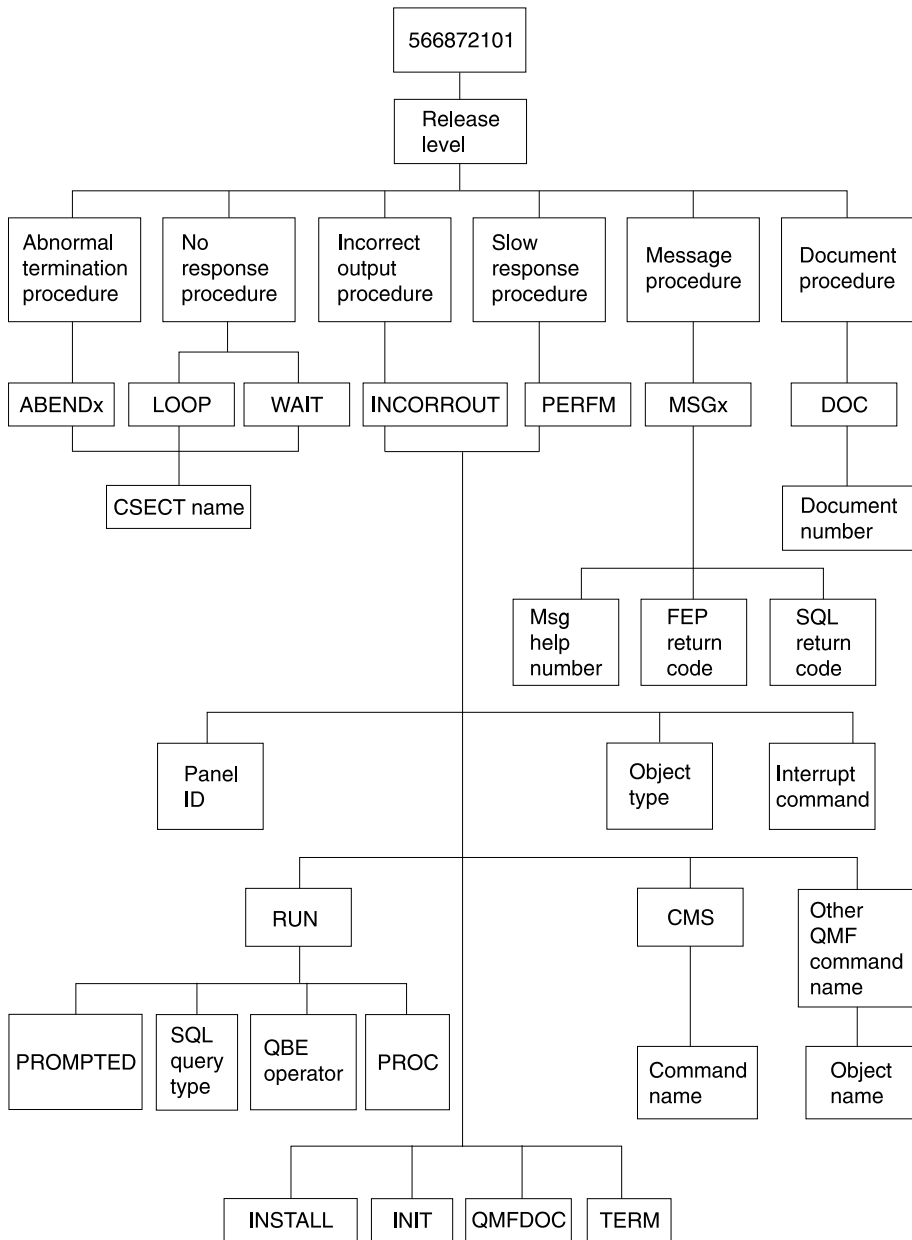 566872101
Release
level
Abnormal
termination
procedure
No
response
procedure
Incorrect
output
procedure
Slow
response
procedure
Message
procedure
Document
procedure
ABENDx
LOOP
WAIT
INCORROUT
PERFM
MSGx
DOC
CSECT name
Document
number
Msg
help
number
FEP
return
code
SQL
return
code
Panel
ID
Object
type
Interrupt
command
RUN
CMS
Other
QMF
command
name
PROMPTED
SQL
query
type
QBE
operator
PROC
Command
name
Object
name
INSTALL
INIT
QMFDOC
TERM